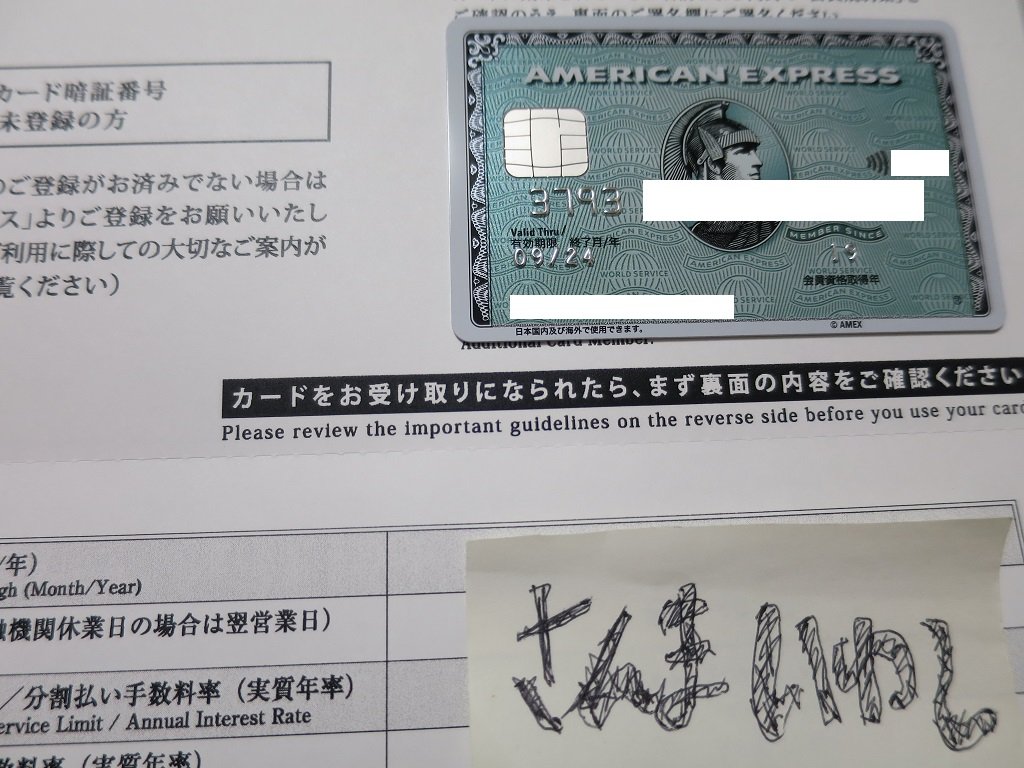 ご確認のうえ、裏面のご署名欄にご署名ください。
カード暗証番号
未登録の方
のご登録がお済みでない場合は
ス」よりご登録をお願いいたし
利用に際しての大切なご案内が
覧ください）
AMERICAN EXPRESS
3793
Valid Thru /
有効期限 終了月/年
09/24
MEMBER SINCE
19
会員資格取得年
日本国内及び海外で使用できます。
© AMEX
Additional Card Member.
カードをお受け取りになられたら、まず裏面の内容をご確認ください
Please review the important guidelines on the reverse side before you use your card
/年）
gh (Month/Year)
融機関休業日の場合は翌営業日）
／分割払い手数料率（実質年率）
ervice Limit / Annual Interest Rate
数料率（実質年率）
さんまいわし